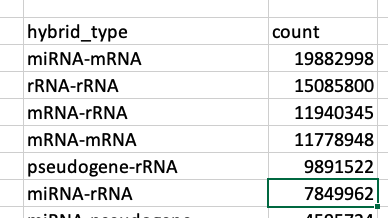 hybrid_type count
miRNA-mRNA 19882998
rRNA-rRNA 15085800
mRNA-rRNA 11940345
mRNA-mRNA 11778948
pseudogene-rRNA 9891522
miRNA-rRNA 7849962